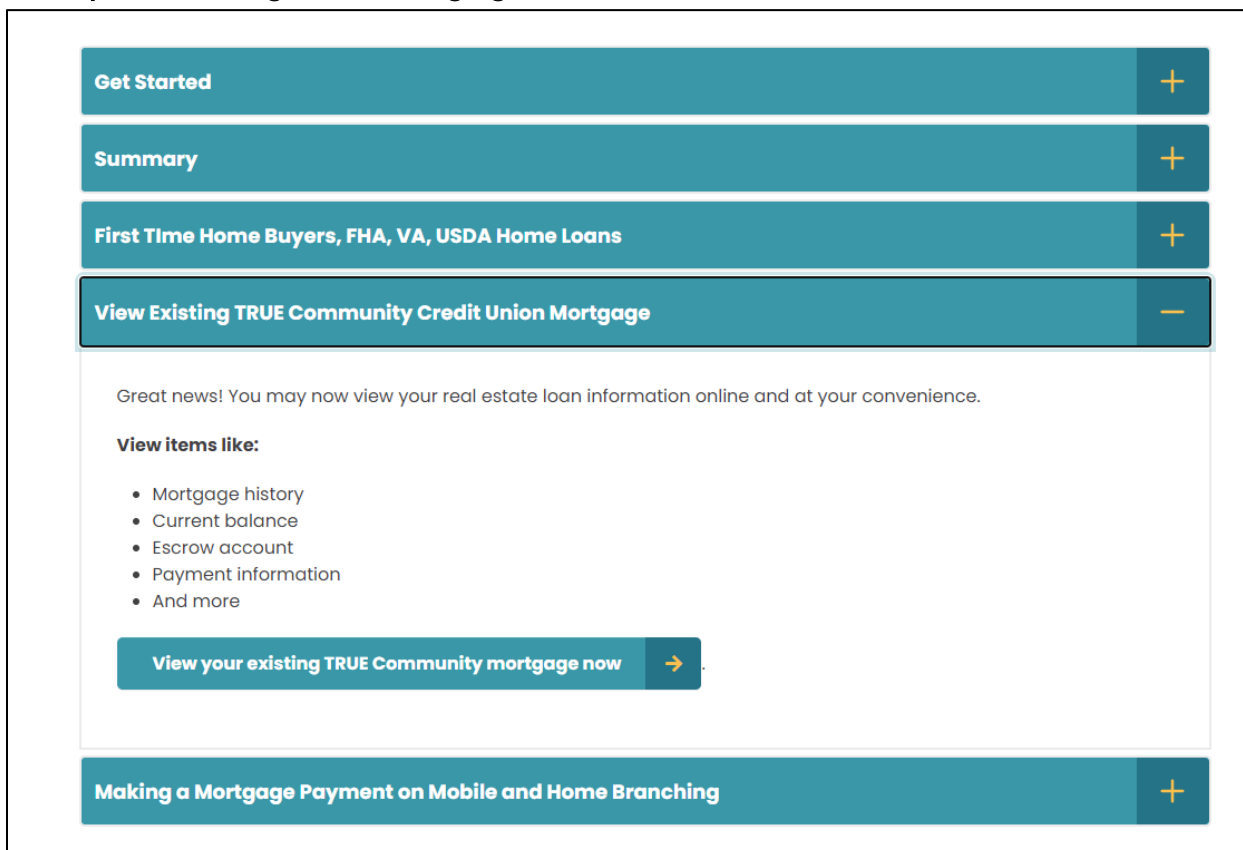 Get Started
Summary
First TIme Home Buyers, FHA, VA, USDA Home Loans
View Existing TRUE Community Credit Union Mortgage
Great news! You may now view your real estate loan information online and at your convenience.
View items like:
• Mortgage history
• Current balance
• Escrow account
• Payment information
• And more
View your existing TRUE Community mortgage now → .
Making a Mortgage Payment on Mobile and Home Branching